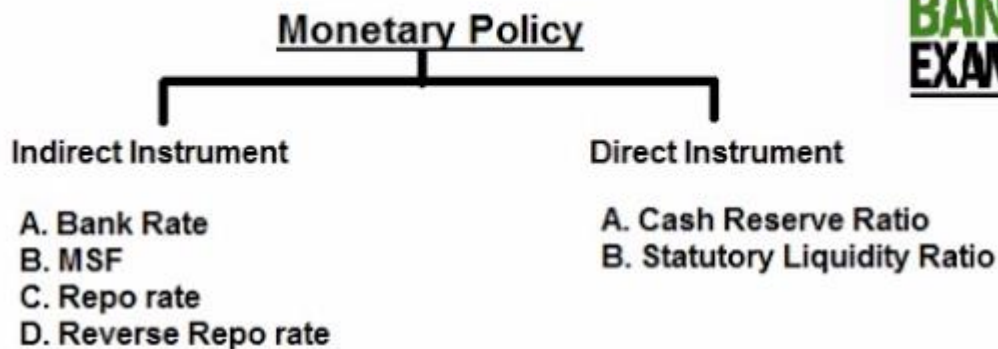 Monetary Policy
Indirect Instrument
A. Bank Rate
B. MSF
C. Repo rate
D. Reverse Repo rate
Direct Instrument
A. Cash Reserve Ratio
B. Statutory Liquidity Ratio